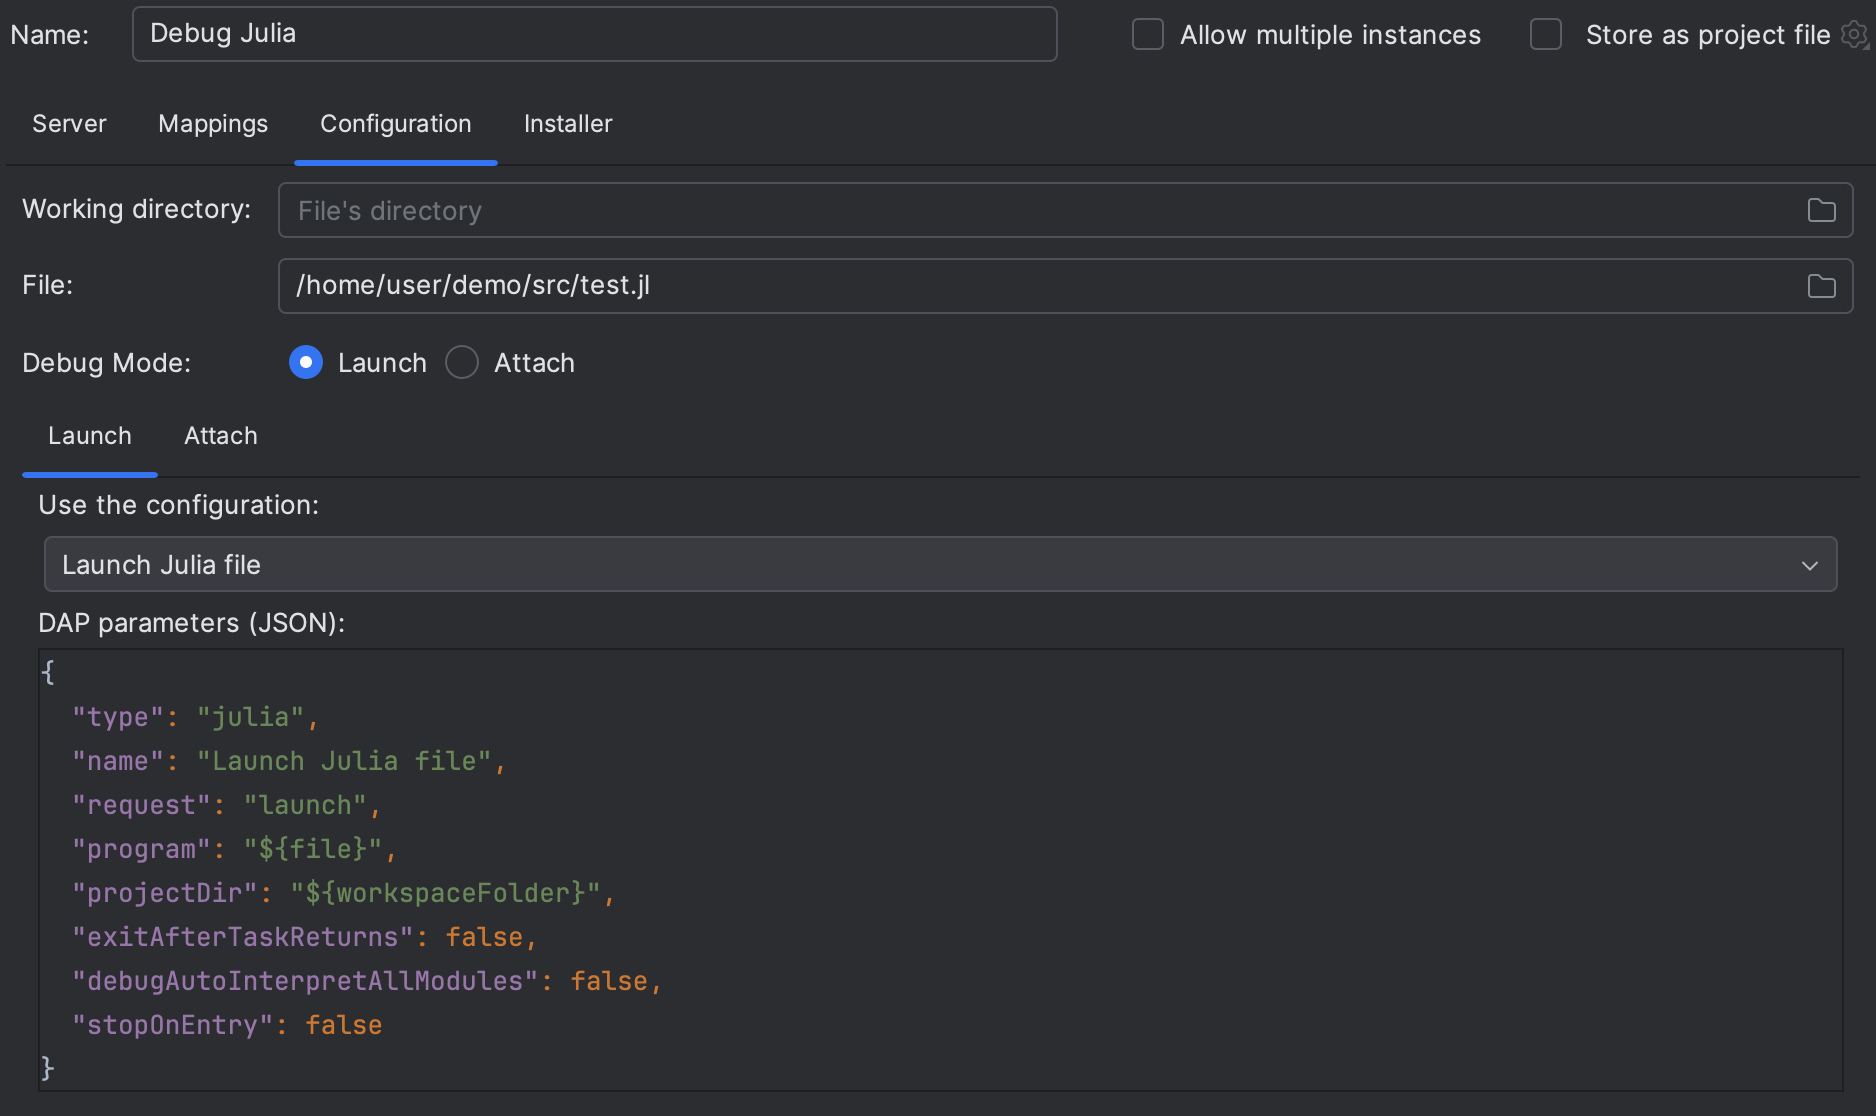 Name: Debug Julia Allow multiple instances Store as project file
Server Mappings Configuration Installer
Working directory: File's directory
File: /home/user/demo/src/test.jl
Debug Mode: Launch Attach
Launch Attach
Use the configuration:
Launch Julia file
DAP parameters (JSON):
{
  "type": "julia",
  "name": "Launch Julia file",
  "request": "launch",
  "program": "${file}",
  "projectDir": "${workspaceFolder}",
  "exitAfterTaskReturns": false,
  "debugAutoInterpretAllModules": false,
  "stopOnEntry": false
}